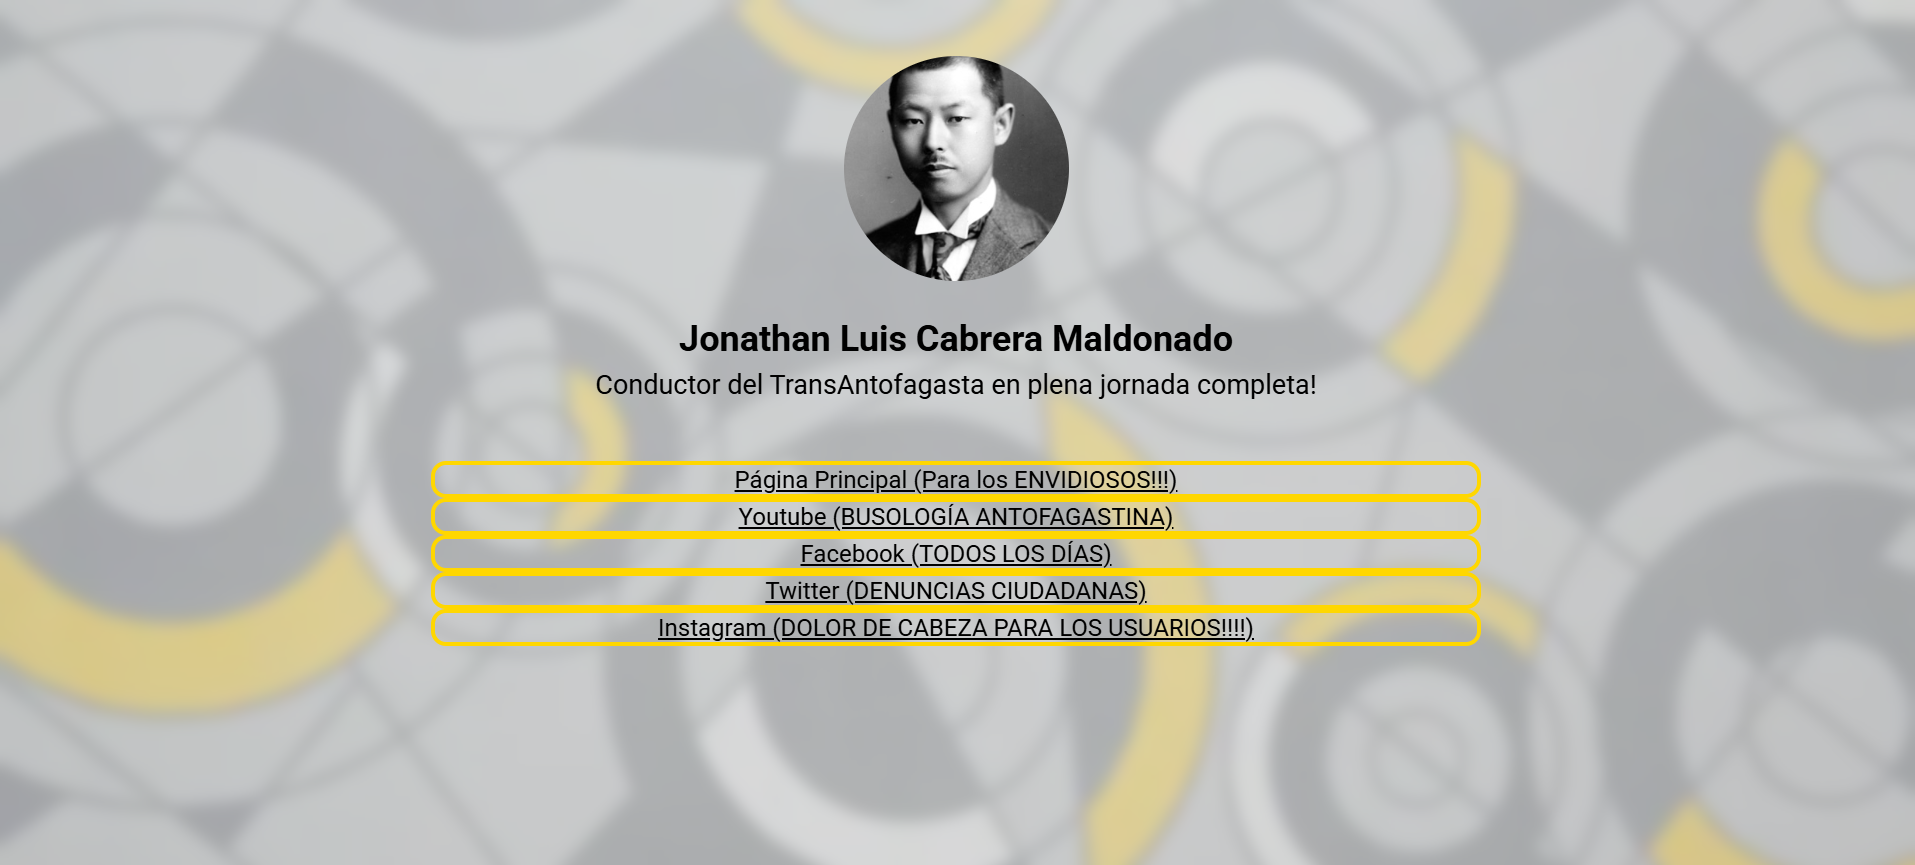 Jonathan Luis Cabrera Maldonado
Conductor del TransAntofagasta en plena jornada completa!
Página Principal (Para los ENVIDIOSOS!!!)
Youtube (BUSOLOGÍA ANTOFAGASTINA)
Facebook (TODOS LOS DÍAS)
Twitter (DENUNCIAS CIUDADANAS)
Instagram (DOLOR DE CABEZA PARA LOS USUARIOS!!!!)